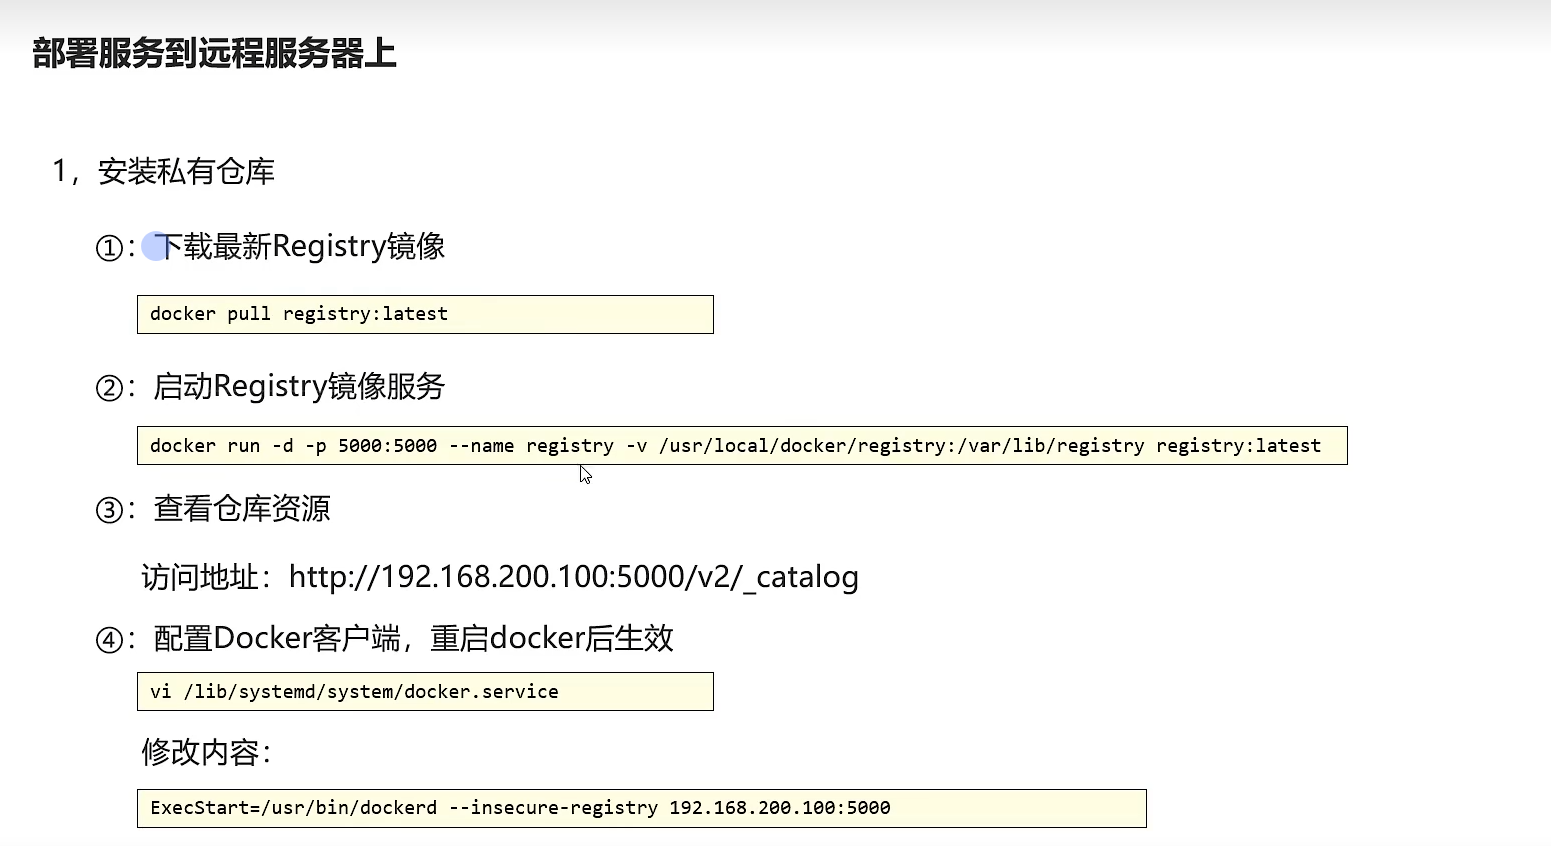 部署服务到远程服务器上
1，安装私有仓库
①：下载最新Registry镜像
docker pull registry:latest
②：启动Registry镜像服务
docker run -d -p 5000:5000 --name registry -v /usr/local/docker/registry:/var/lib/registry registry:latest
③：查看仓库资源
访问地址：http://192.168.200.100:5000/v2/_catalog
④：配置Docker客户端，重启docker后生效
vi /lib/systemd/system/docker.service
修改内容：
ExecStart=/usr/bin/dockerd --insecure-registry 192.168.200.100:5000